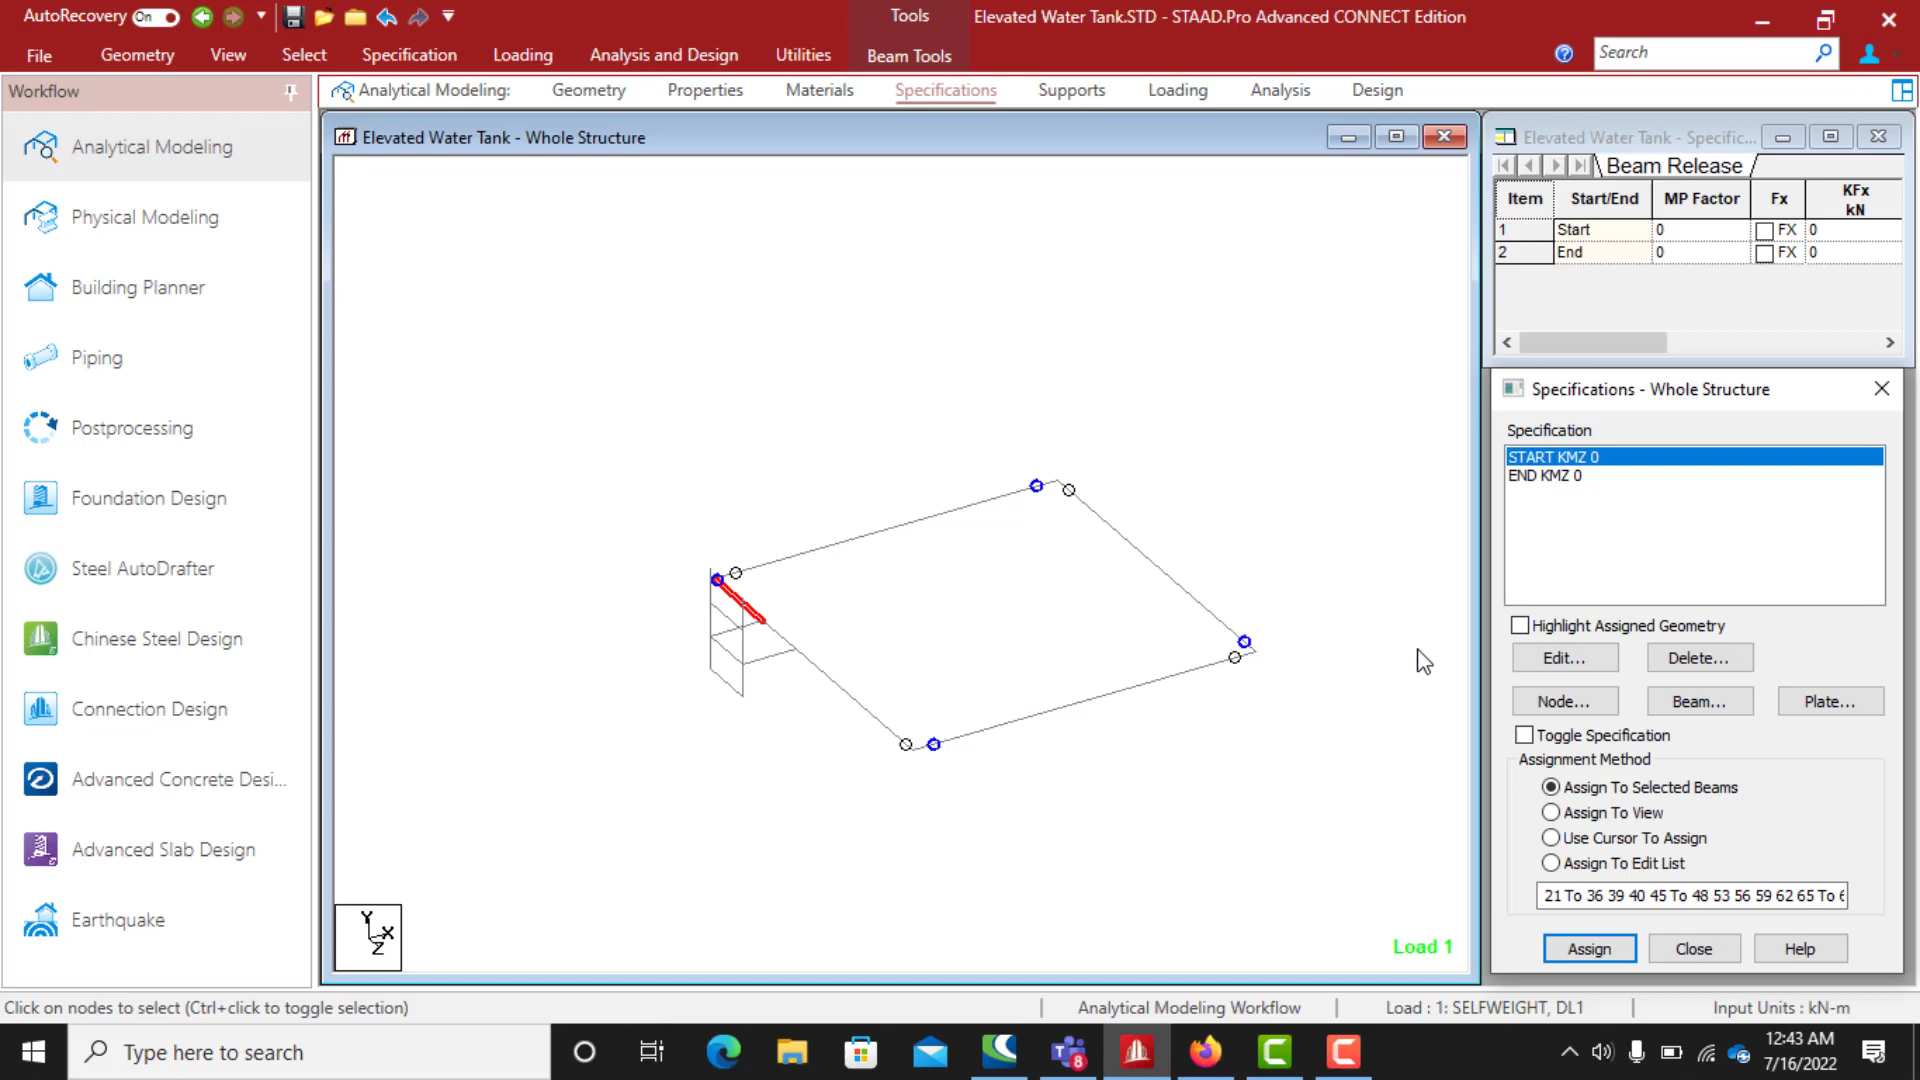 AutoRecovery On
Tools
Elevated Water Tank.STD - STAAD.Pro Advanced CONNECT Edition
File Geometry View Select Specification Loading Analysis and Design Utilities Beam Tools
Search
Workflow
Analytical Modeling: Geometry Properties Materials Specifications Supports Loading Analysis Design
Analytical Modeling
Physical Modeling
Building Planner
Piping
Postprocessing
Foundation Design
Steel AutoDrafter
Chinese Steel Design
Connection Design
Advanced Concrete Desi...
Advanced Slab Design
Earthquake
Elevated Water Tank - Whole Structure
Y
X
Z
Load 1
Elevated Water Tank - Specific...
Beam Release
Item Start/End MP Factor Fx KFx kN
1 Start 0 FX 0
2 End 0 FX 0
Specifications - Whole Structure
Specification
START KMZ 0
END KMZ 0
Highlight Assigned Geometry
Edit... Delete...
Node... Beam... Plate...
Toggle Specification
Assignment Method
Assign To Selected Beams
Assign To View
Use Cursor To Assign
Assign To Edit List
21 To 36 39 40 45 To 48 53 56 59 62 65 To
Assign Close Help
Click on nodes to select (Ctrl+click to toggle selection)
Analytical Modeling Workflow
Load : 1: SELFWEIGHT, DL1
Input Units : kN-m
Type here to search
8
12:43 AM
7/16/2022